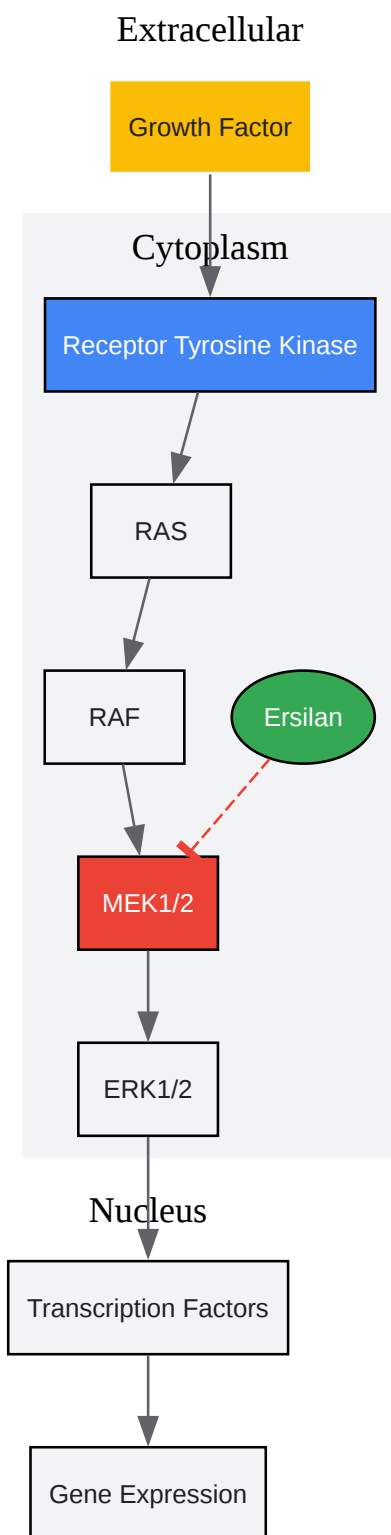 Extracellular
Growth Factor
Cytoplasm
Receptor Tyrosine Kinase
RAS
RAF
Ersilan
MEK1/2
ERK1/2
Nucleus
Transcription Factors
Gene Expression